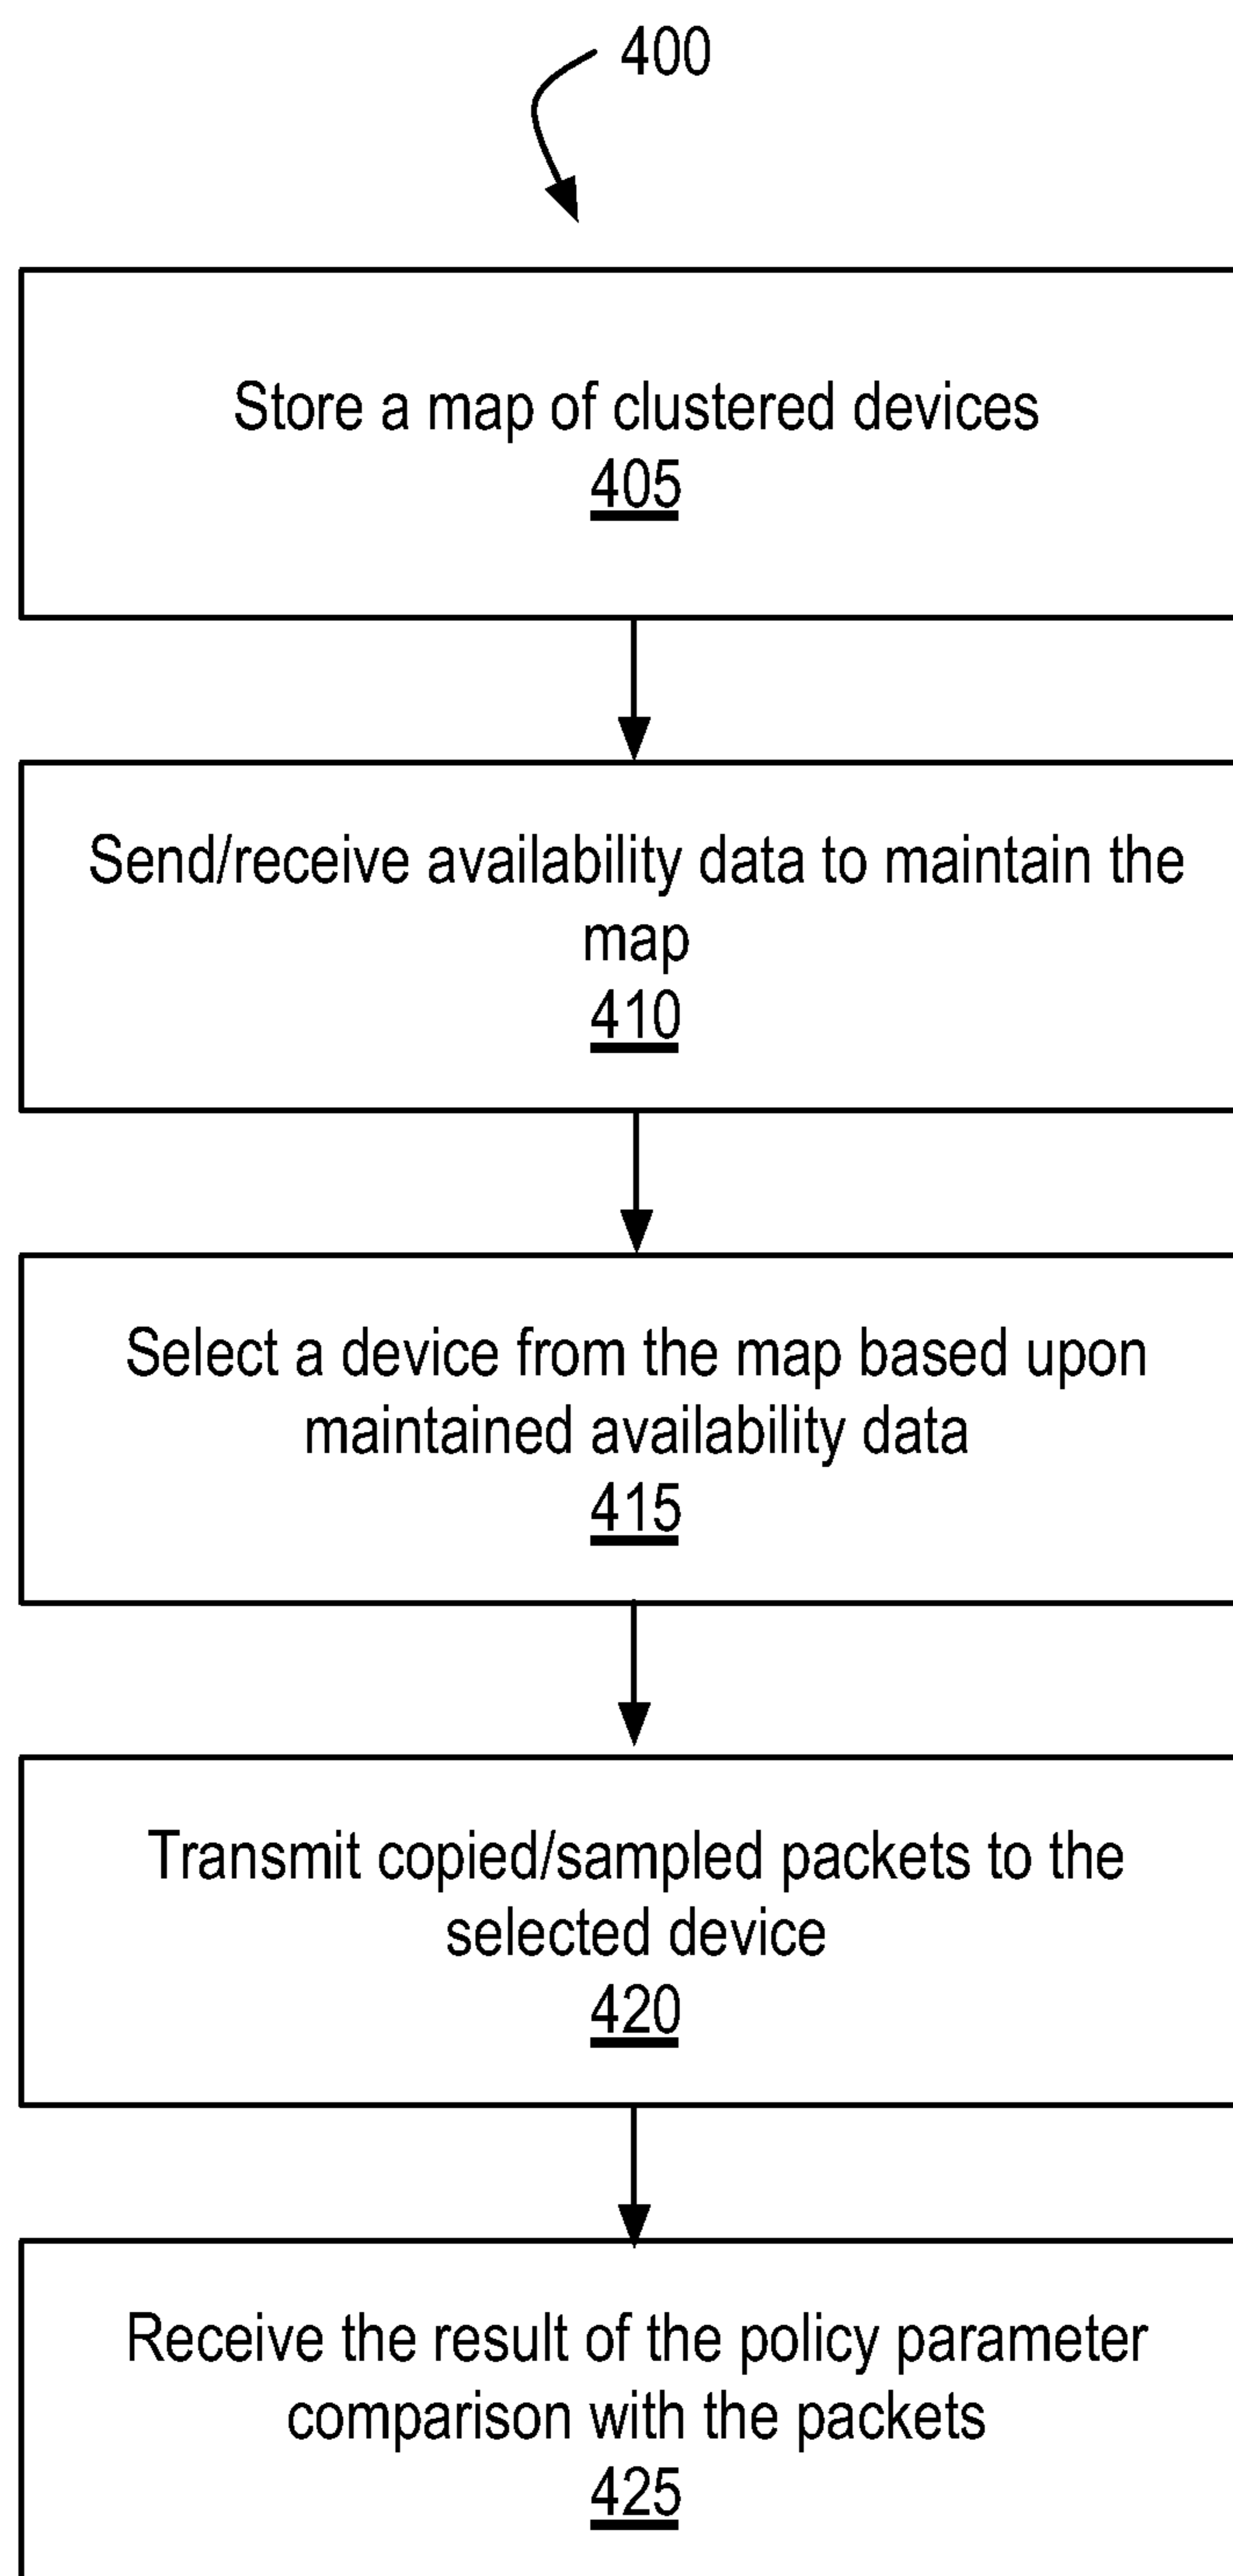 400
Store a map of clustered devices
405
Send/receive availability data to maintain the
map
410
Select a device from the map based upon
maintained availability data
415
Transmit copied/sampled packets to the
selected device
420
Receive the result of the policy parameter
comparison with the packets
425